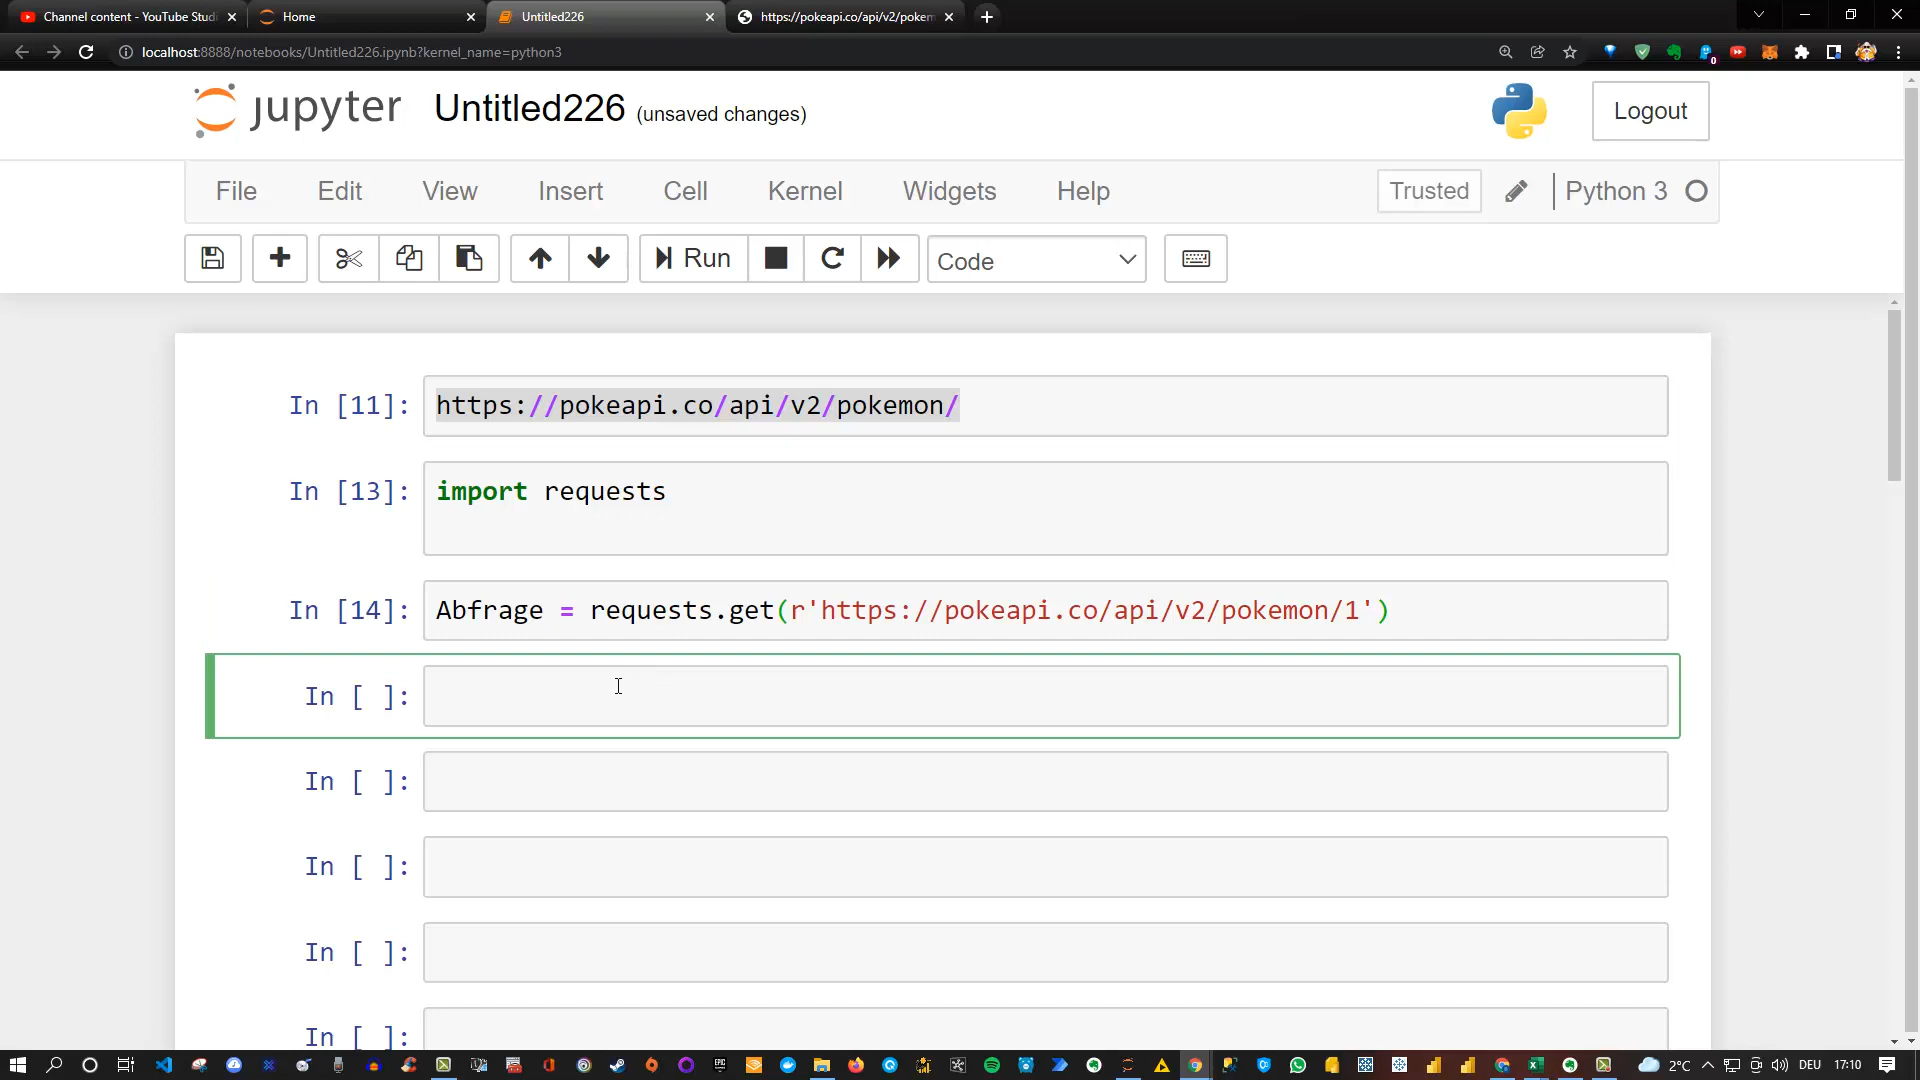 Channel content - YouTube Studi
Home
Untitled226
https://pokeapi.co/api/v2/pokem
localhost:8888/notebooks/Untitled226.ipynb?kernel_name=python3
0
jupyter Untitled226 (unsaved changes)
Logout
File Edit View Insert Cell Kernel Widgets Help
Trusted
Python 3
Run
Code
In [11]: https://pokeapi.co/api/v2/pokemon/
In [13]: import requests
In [14]: Abfrage = requests.get(r'https://pokeapi.co/api/v2/pokemon/1')
In [ ]:
In [ ]:
In [ ]:
In [ ]:
In [ ]:
2°C
DEU
17:10